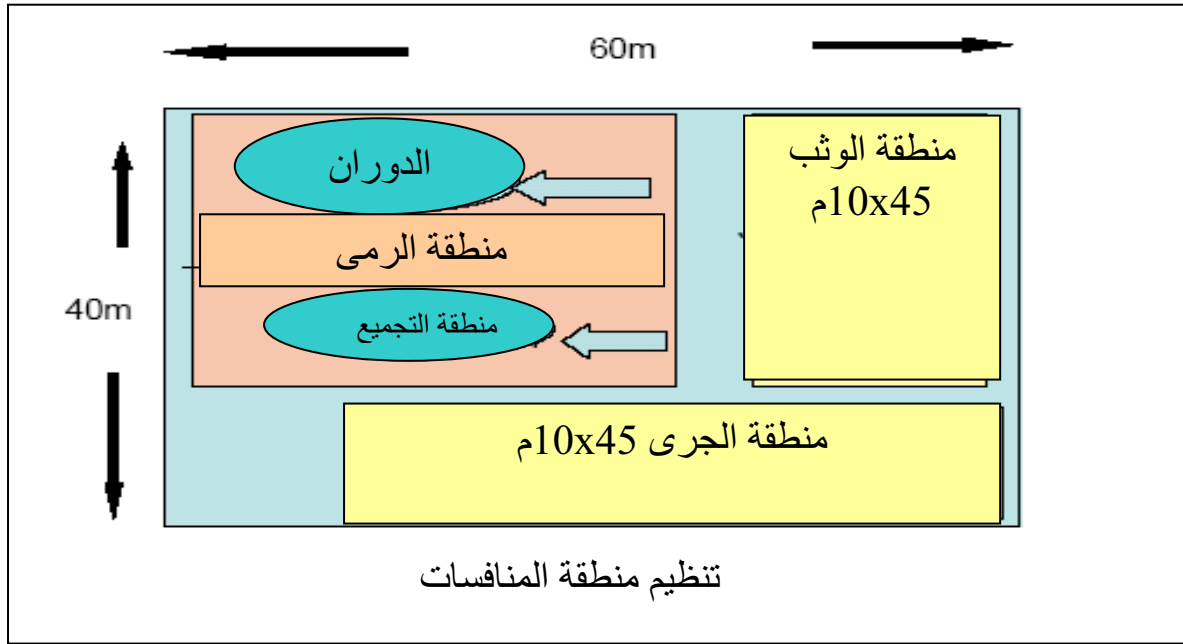 60m
منطقة الوثب
10x45م
الدوران
منطقة الرمى
40m
منطقة التجميع
منطقة الجرى 10x45م
تنظيم منطقة المنافسات